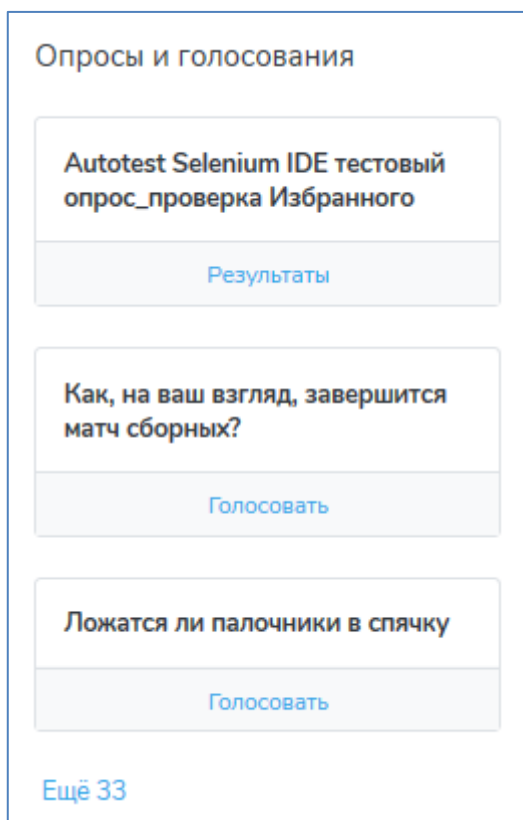 Опросы и голосования
Autotest Selenium IDE тестовый
опрос_проверка Избранного
Результаты
Как, на ваш взгляд, завершится
матч сборных?
Голосовать
Ложатся ли палочники в спячку
Голосовать
Ещё 33